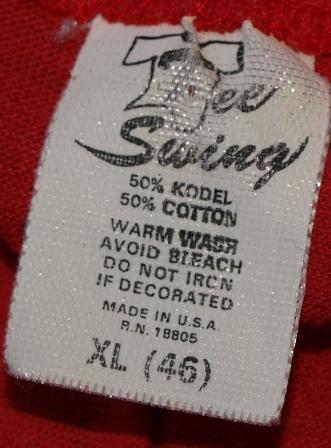 Tee
Swing
50% KODEL
50% COTTON
WARM WASH
AVOID BLEACH
DO NOT IRON
IF DECORATED
MADE IN U.S.A.
R.N. 18805
XL (46)